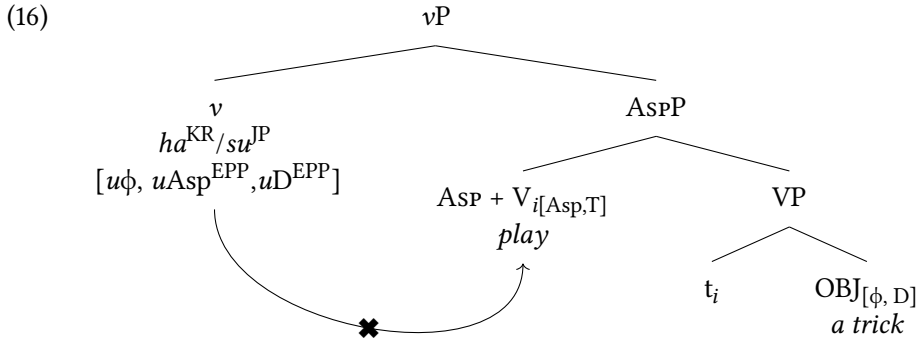 (16) vP
v AspP
ha^KR/su^JP
[uϕ, uAsp^EPP,uD^EPP] Asp + V_i[Asp,T] VP
play
t_i OBJ_[ϕ, D]
✖ a trick